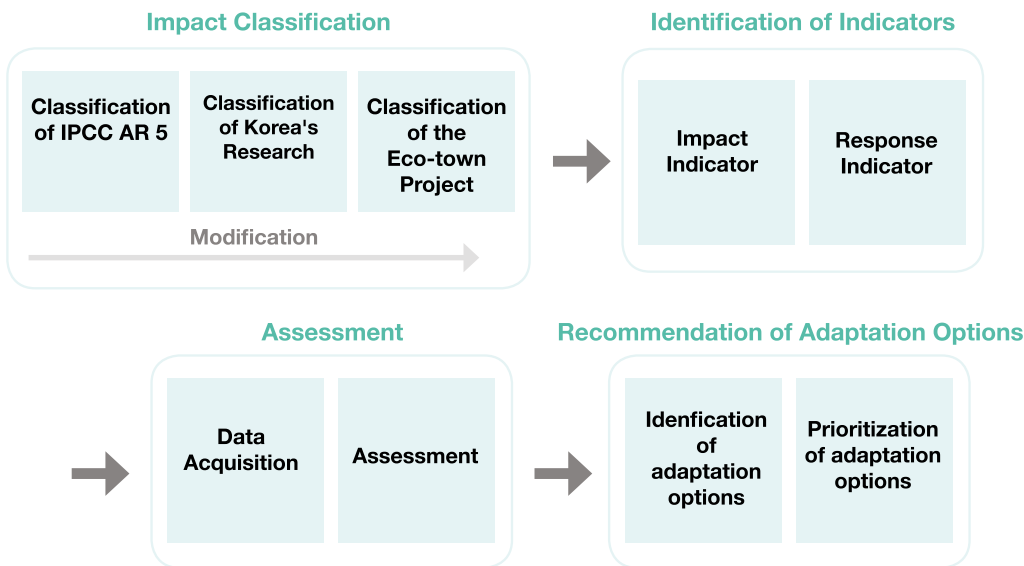 Impact Classification
Identification of Indicators
Classification
of IPCC AR 5
Classification
of Korea's
Research
Classification
of the
Eco-town
Project
Modification
Impact
Indicator
Response
Indicator
Assessment
Recommendation of Adaptation Options
Data
Acquisition
Assessment
Idenfication
of
adaptation
options
Prioritization
of adaptation
options